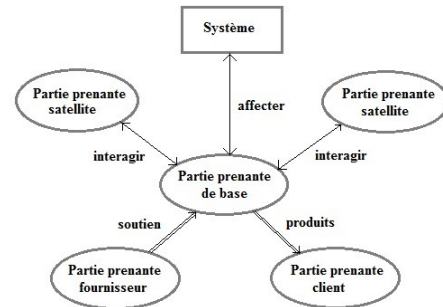 Système
Partie prenante
satellite
Partie prenante
satellite
affecter
interagir
interagir
Partie prenante
de base
soutien
produits
Partie prenante
fournisseur
Partie prenante
client